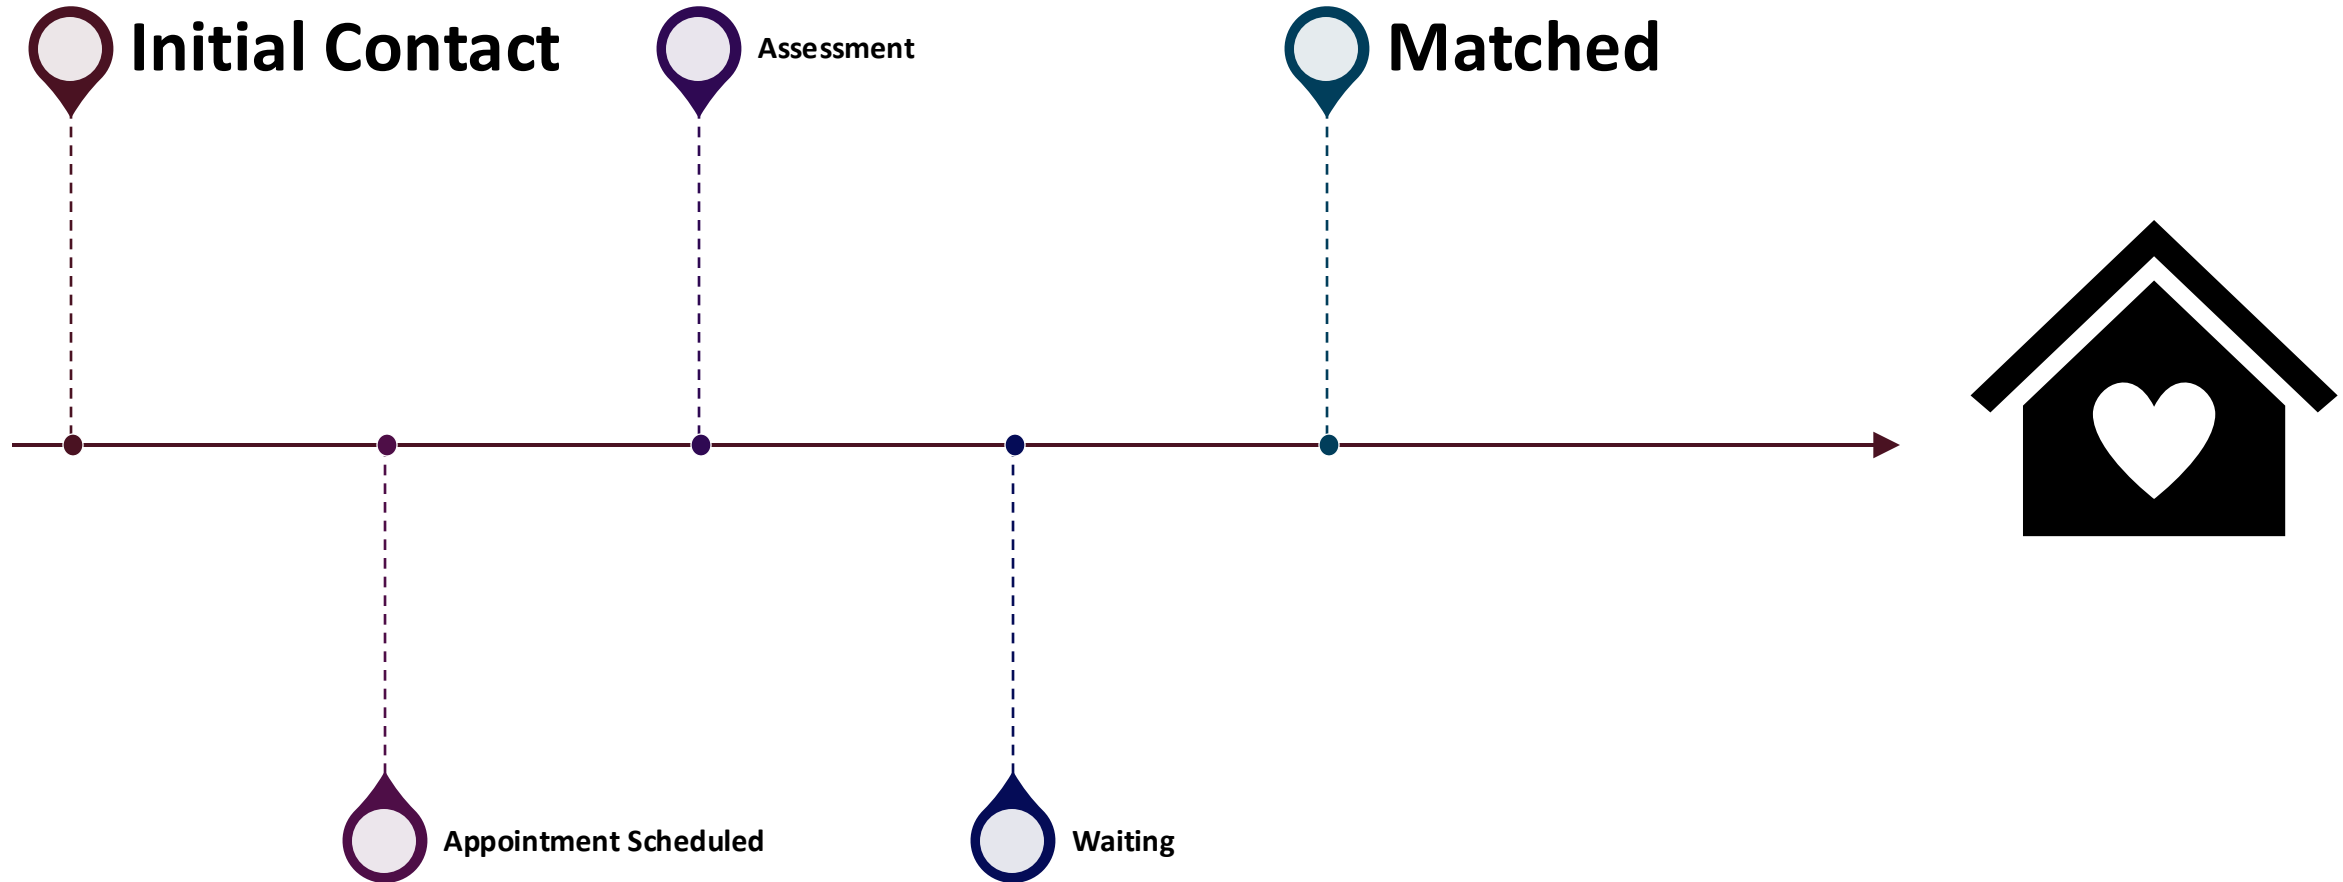 Initial Contact
Assessment
Matched
Appointment Scheduled
Waiting